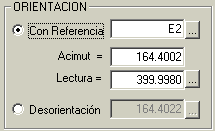 ORIENTACION
Con Referencia E2 ...
Acimut = 164.4002
Lectura = 399.9980 ...
Desorientación 164.4022 ...